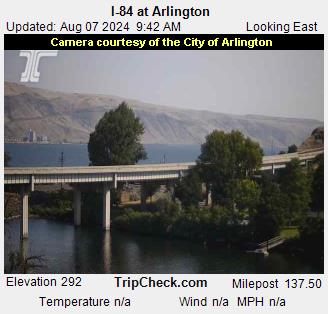 I-84 at Arlington
Updated: Aug 07 2024 9:42 AM Looking East
Camera courtesy of the City of Arlington
Elevation 292 TripCheck.com Milepost 137.50
Temperature n/a Wind n/a MPH n/a